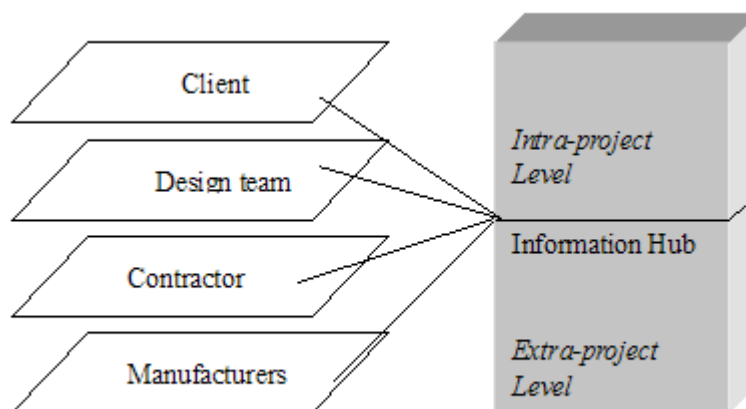 Client
Design team
Contractor
Manufacturers
Intra-project
Level
Information Hub
Extra-project
Level